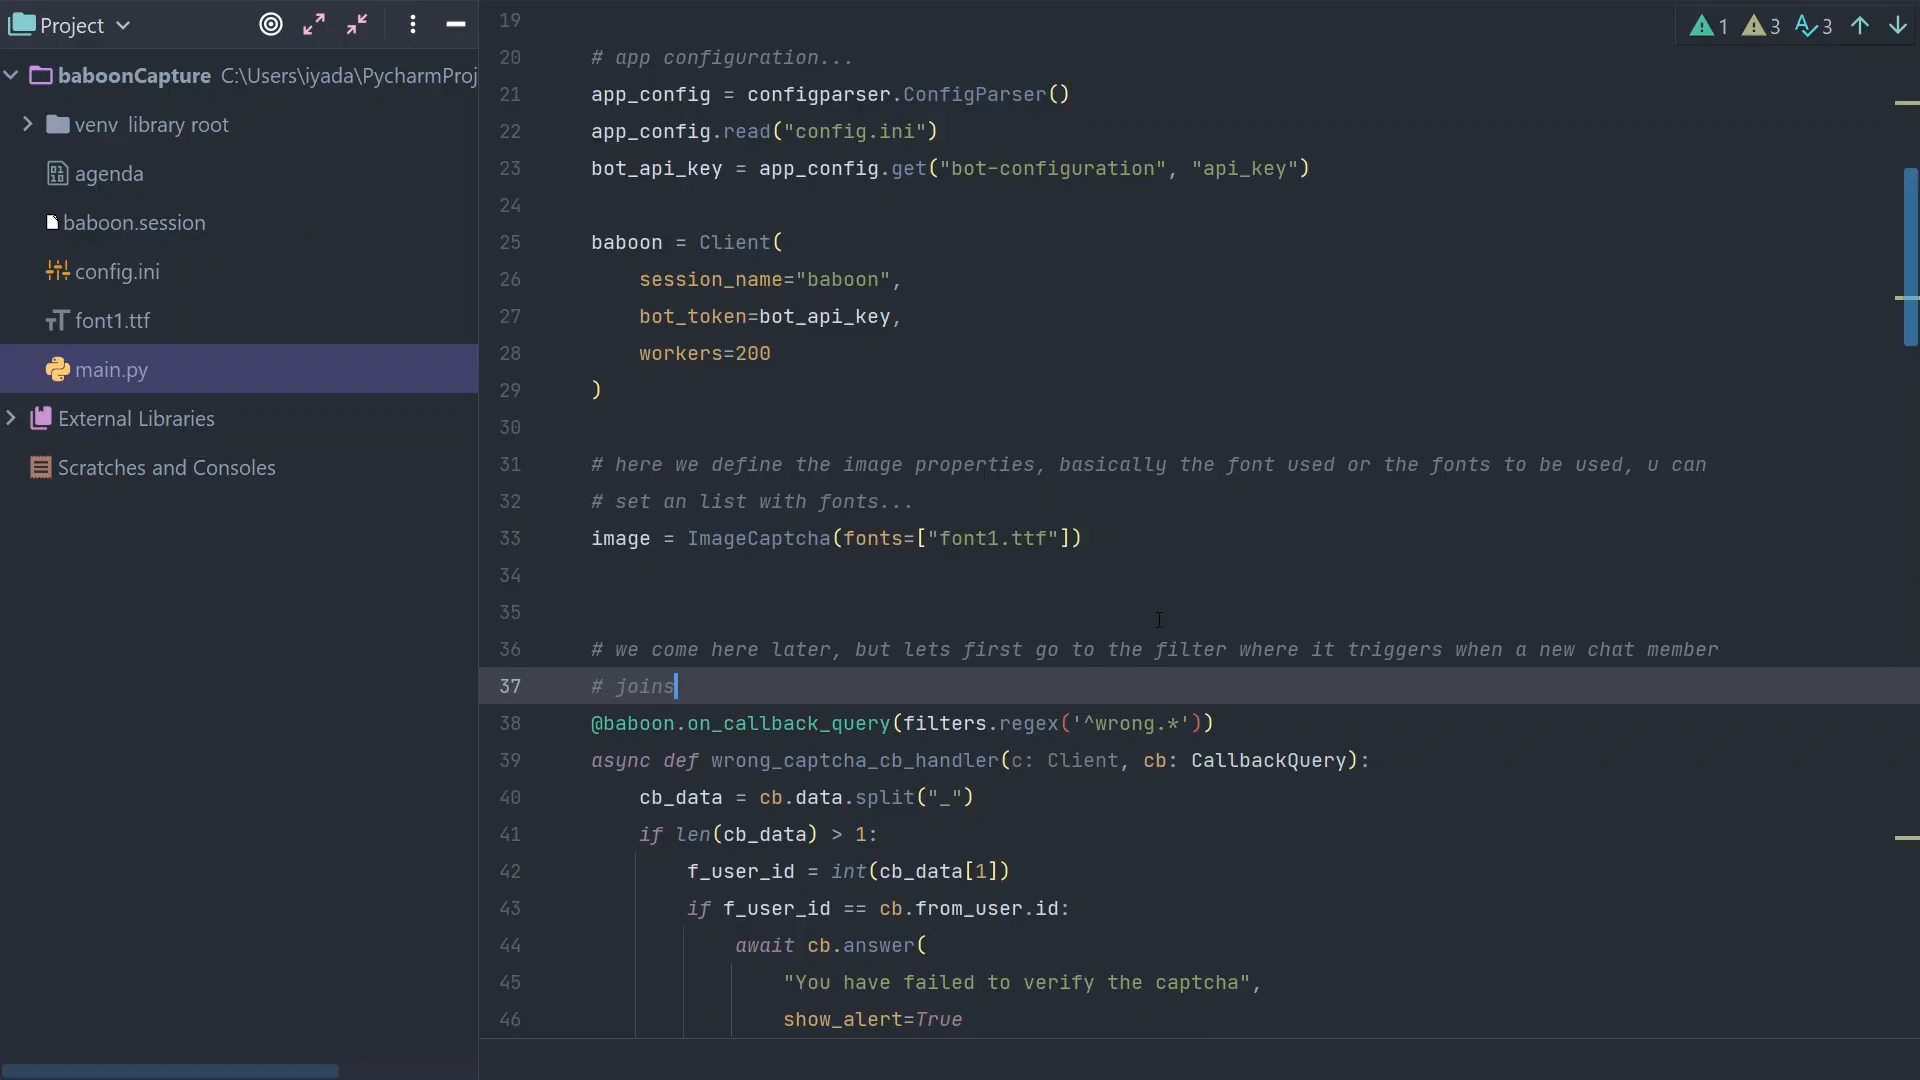 Project
1 3 3
baboonCapture C:\Users\iyada\PycharmProj
venv library root
agenda
baboon.session
config.ini
font1.ttf
main.py
External Libraries
Scratches and Consoles
19
20 # app configuration...
21 app_config = configparser.ConfigParser()
22 app_config.read("config.ini")
23 bot_api_key = app_config.get("bot-configuration", "api_key")
24
25 baboon = Client(
26 session_name="baboon",
27 bot_token=bot_api_key,
28 workers=200
29 )
30
31 # here we define the image properties, basically the font used or the fonts to be used, u can
32 # set an list with fonts...
33 image = ImageCaptcha(fonts=["font1.ttf"])
34
35
36 # we come here later, but lets first go to the filter where it triggers when a new chat member
37 # joins
38 @baboon.on_callback_query(filters.regex('^wrong.*'))
39 async def wrong_captcha_cb_handler(c: Client, cb: CallbackQuery):
40 cb_data = cb.data.split("_")
41 if len(cb_data) > 1:
42 f_user_id = int(cb_data[1])
43 if f_user_id == cb.from_user.id:
44 await cb.answer(
45 "You have failed to verify the captcha",
46 show_alert=True